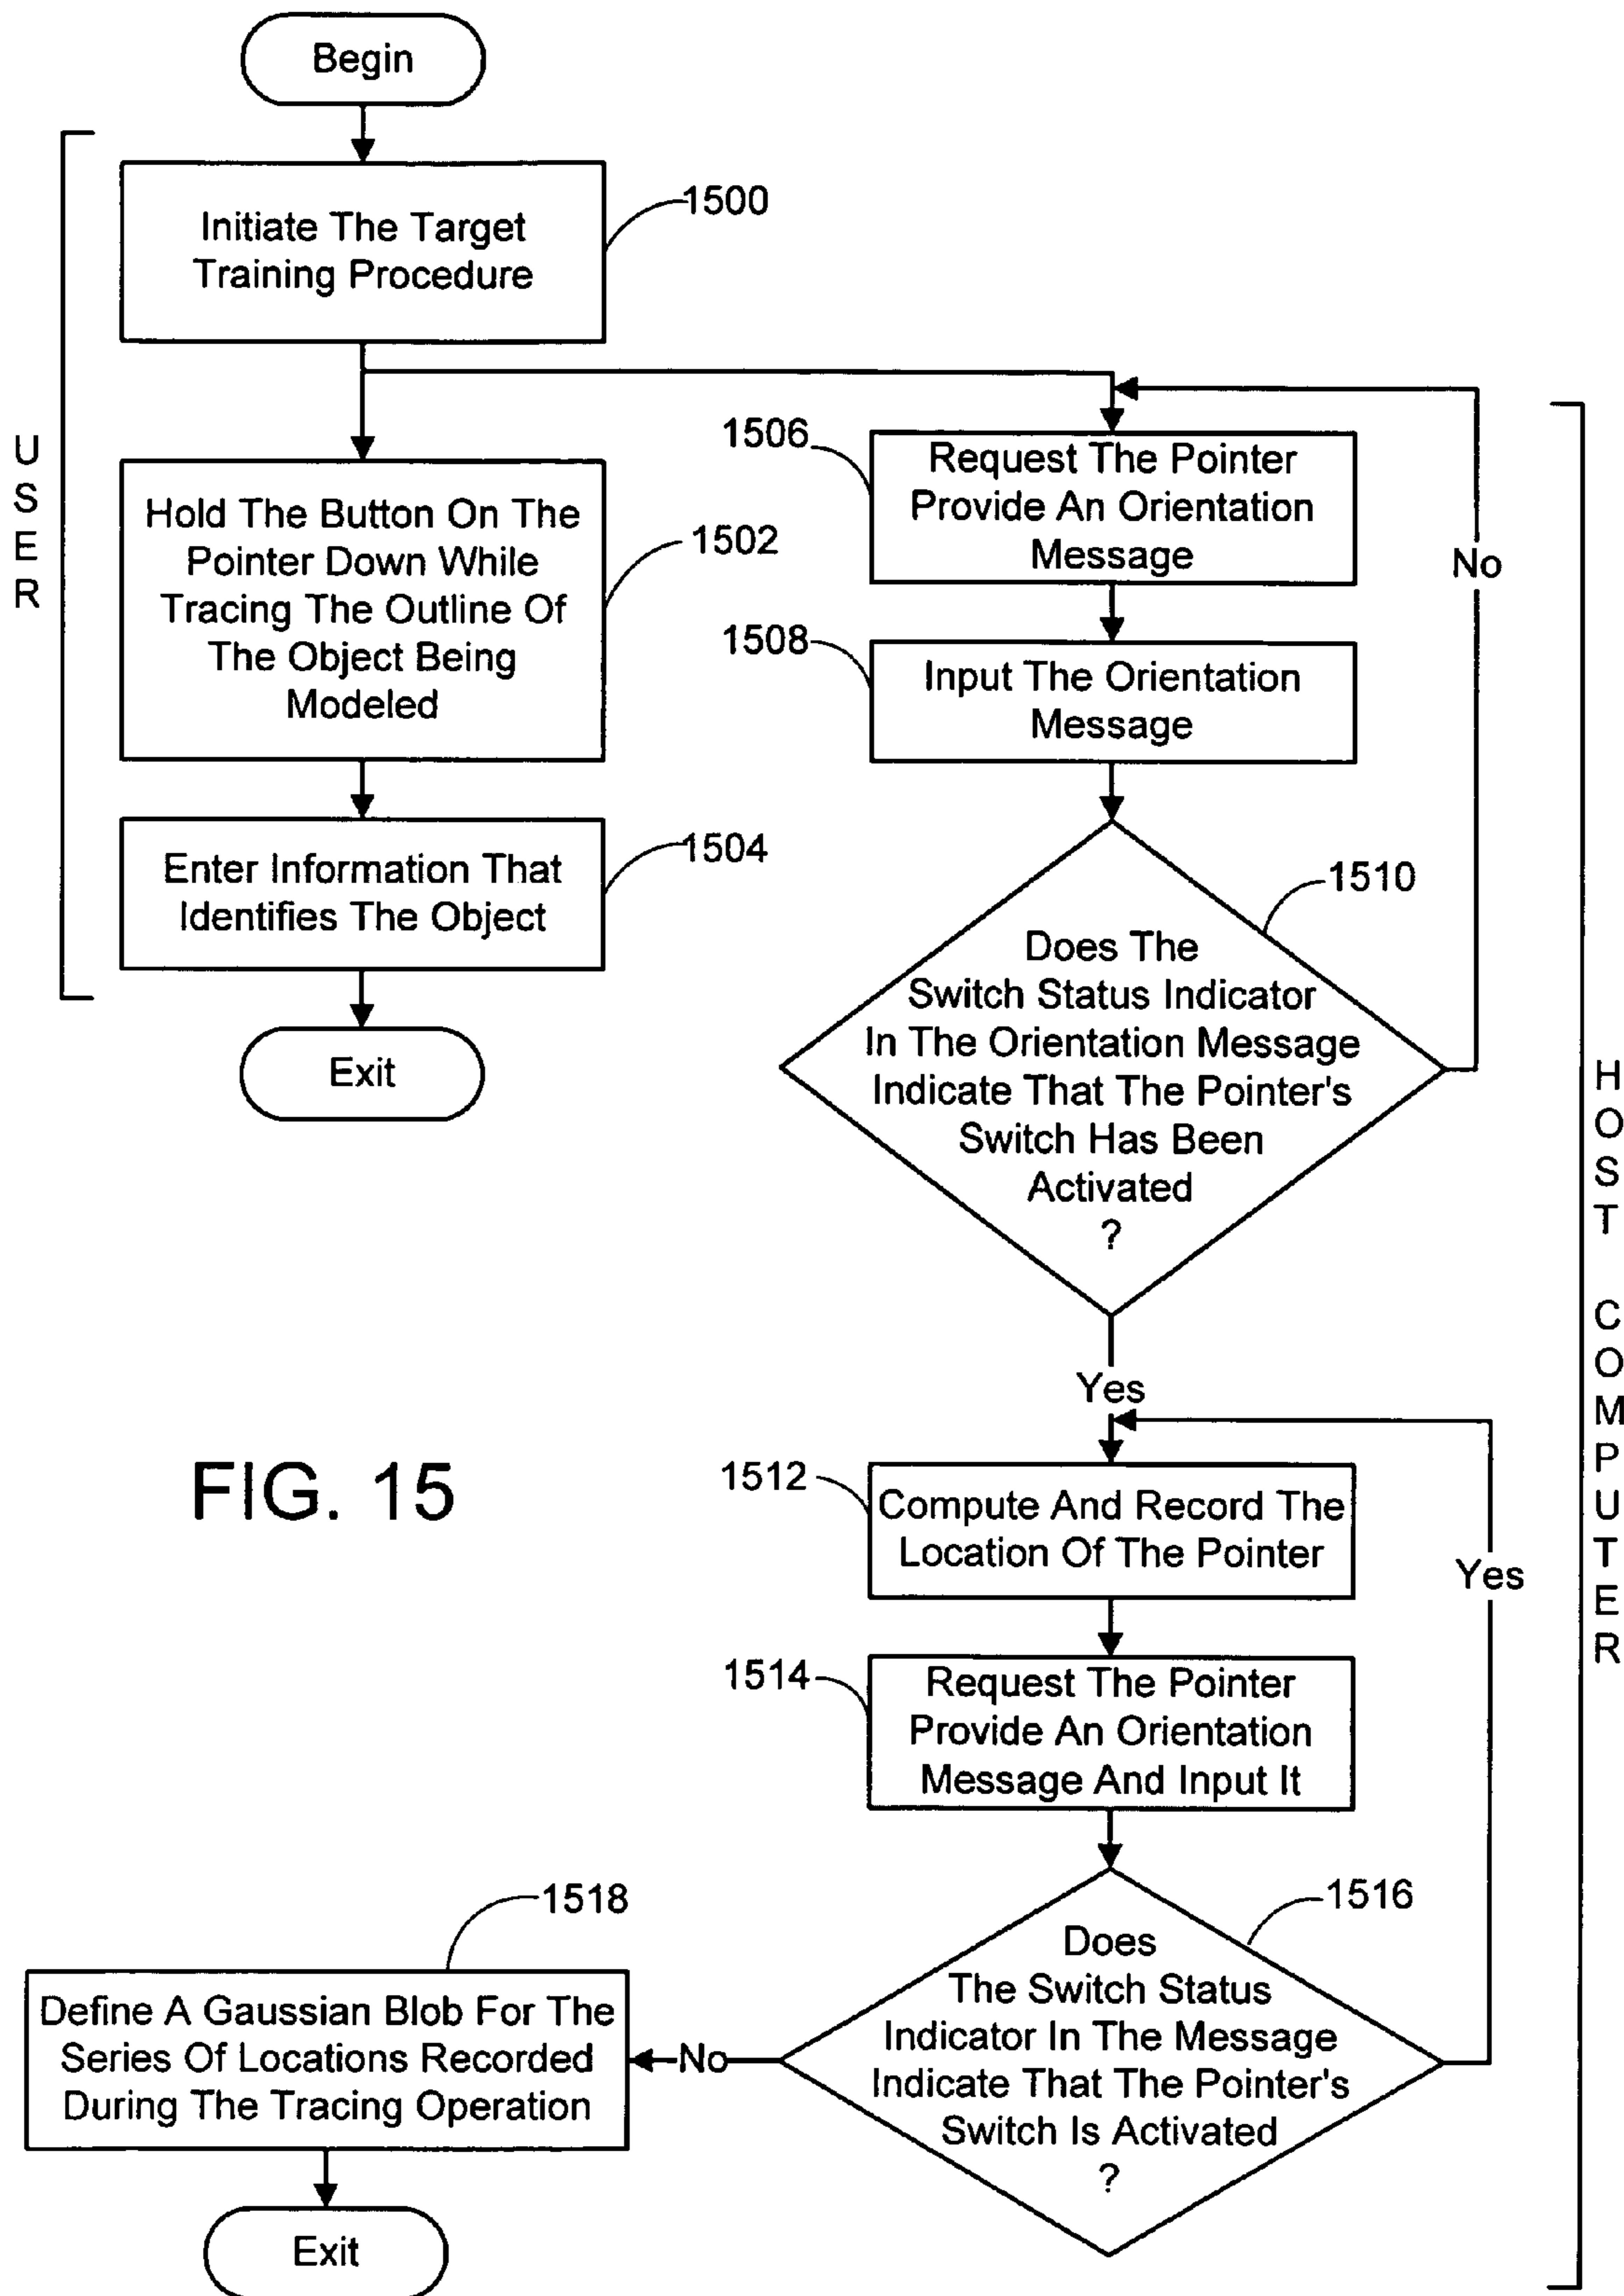 Begin
1500
Initiate The Target
Training Procedure
USER
1502
Hold The Button On The
Pointer Down While
Tracing The Outline Of
The Object Being
Modeled
1504
Enter Information That
Identifies The Object
Exit
1506
Request The Pointer
Provide An Orientation
Message
No
1508
Input The Orientation
Message
1510
Does The
Switch Status Indicator
In The Orientation Message
Indicate That The Pointer's
Switch Has Been
Activated
?
Yes
HOST COMPUTER
FIG. 15
1512
Compute And Record The
Location Of The Pointer
Yes
1514
Request The Pointer
Provide An Orientation
Message And Input It
1516
Does
The Switch Status
Indicator In The Message
Indicate That The Pointer's
Switch Is Activated
?
No
1518
Define A Gaussian Blob For The
Series Of Locations Recorded
During The Tracing Operation
Exit